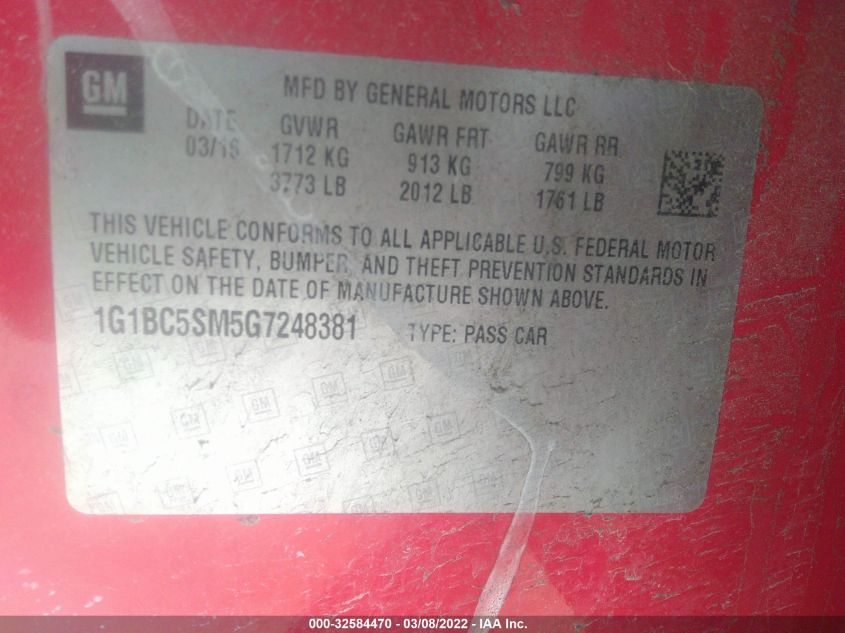 GM
MFD BY GENERAL MOTORS LLC
DATE GVWR GAWR FRT GAWR RR
03/16 1712 KG 913 KG 799 KG
3773 LB 2012 LB 1761 LB
THIS VEHICLE CONFORMS TO ALL APPLICABLE U.S. FEDERAL MOTOR
VEHICLE SAFETY, BUMPER, AND THEFT PREVENTION STANDARDS IN
EFFECT ON THE DATE OF MANUFACTURE SHOWN ABOVE.
1G1BC5SM5G7248381 TYPE: PASS CAR
000-32584470 - 03/08/2022 - IAA Inc.